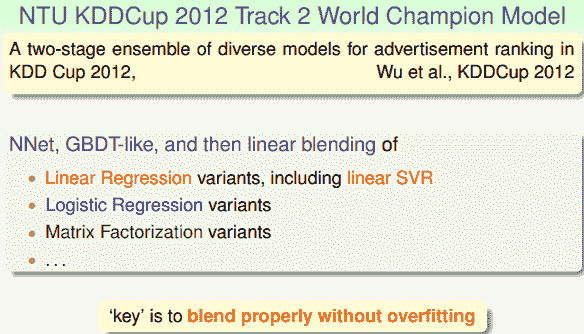 NTU KDDCup 2012 Track 2 World Champion Model
A two-stage ensemble of diverse models for advertisement ranking in
KDD Cup 2012, Wu et al., KDDCup 2012
NNet, GBDT-like, and then linear blending of
• Linear Regression variants, including linear SVR
• Logistic Regression variants
• Matrix Factorization variants
• ...
‘key’ is to blend properly without overfitting